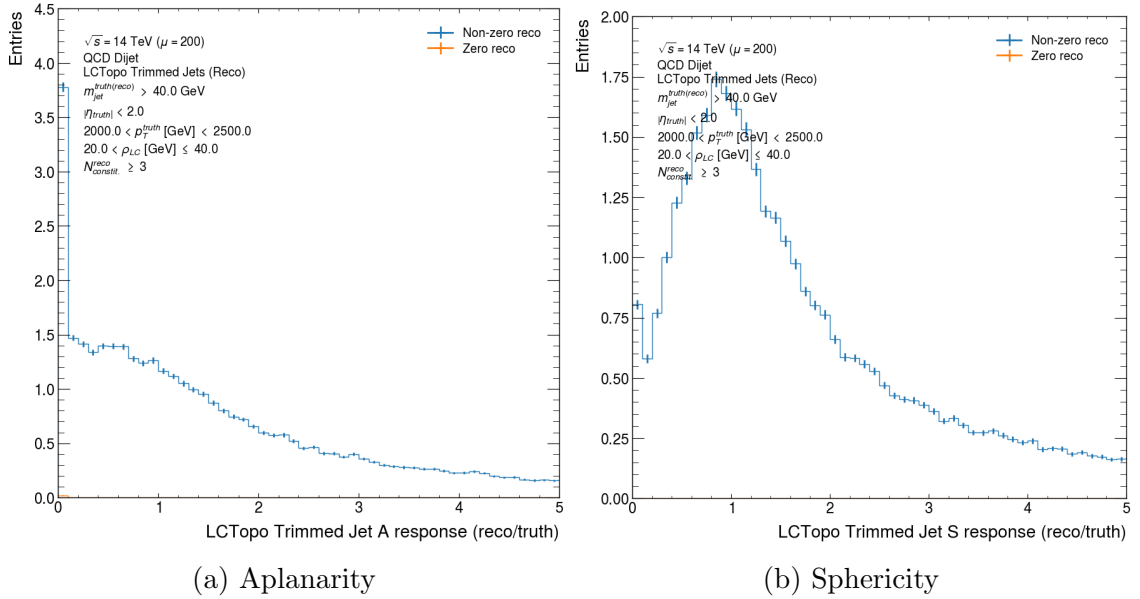 4.5
4.0
3.5
3.0
2.5
2.0
1.5
1.0
0.5
0.0
Entries
√s = 14 TeV (μ = 200)
QCD Dijet
LCTopo Trimmed Jets (Reco)
m_jet^truth(reco) > 40.0 GeV
|η_truth| < 2.0
2000.0 < p_T^truth [GeV] < 2500.0
20.0 < ρ_LC [GeV] ≤ 40.0
N_constit.^reco ≥ 3
Non-zero reco
Zero reco
0 1 2 3 4 5
LCTopo Trimmed Jet A response (reco/truth)
(a) Aplanarity
2.00
1.75
1.50
1.25
1.00
0.75
0.50
0.25
0.00
Entries
√s = 14 TeV (μ = 200)
QCD Dijet
LCTopo Trimmed Jets (Reco)
m_jet^truth(reco) > 40.0 GeV
|η_truth| < 2.0
2000.0 < p_T^truth [GeV] < 2500.0
20.0 < ρ_LC [GeV] ≤ 40.0
N_constit.^reco ≥ 3
Non-zero reco
Zero reco
0 1 2 3 4 5
LCTopo Trimmed Jet S response (reco/truth)
(b) Sphericity